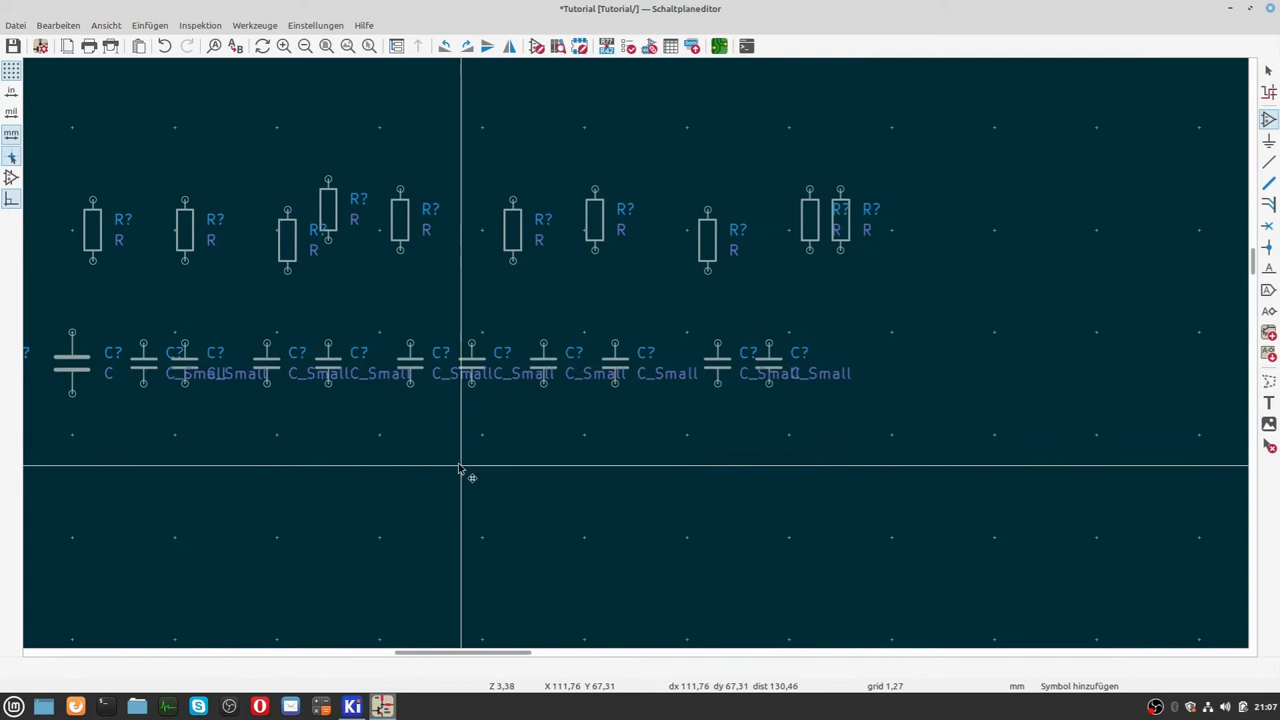 *Tutorial [Tutorial/] — Schaltplaneditor
Datei Bearbeiten Ansicht Einfügen Inspektion Werkzeuge Einstellungen Hilfe
in
mil
mm
R? R? R? R? R? R? R? R? R? R?
R R R R R R R R R R
? C? C? C? C? C? C? C? C? C? C? C?
C C_Small C_Small C_Small C_Small C_Small C_Small C_Small C_Small C_Small C_Small
Z 3,38 X 111,76 Y 67,31 dx 111,76 dy 67,31 dist 130,46 grid 1,27 mm Symbol hinzufügen
Ki 21:07